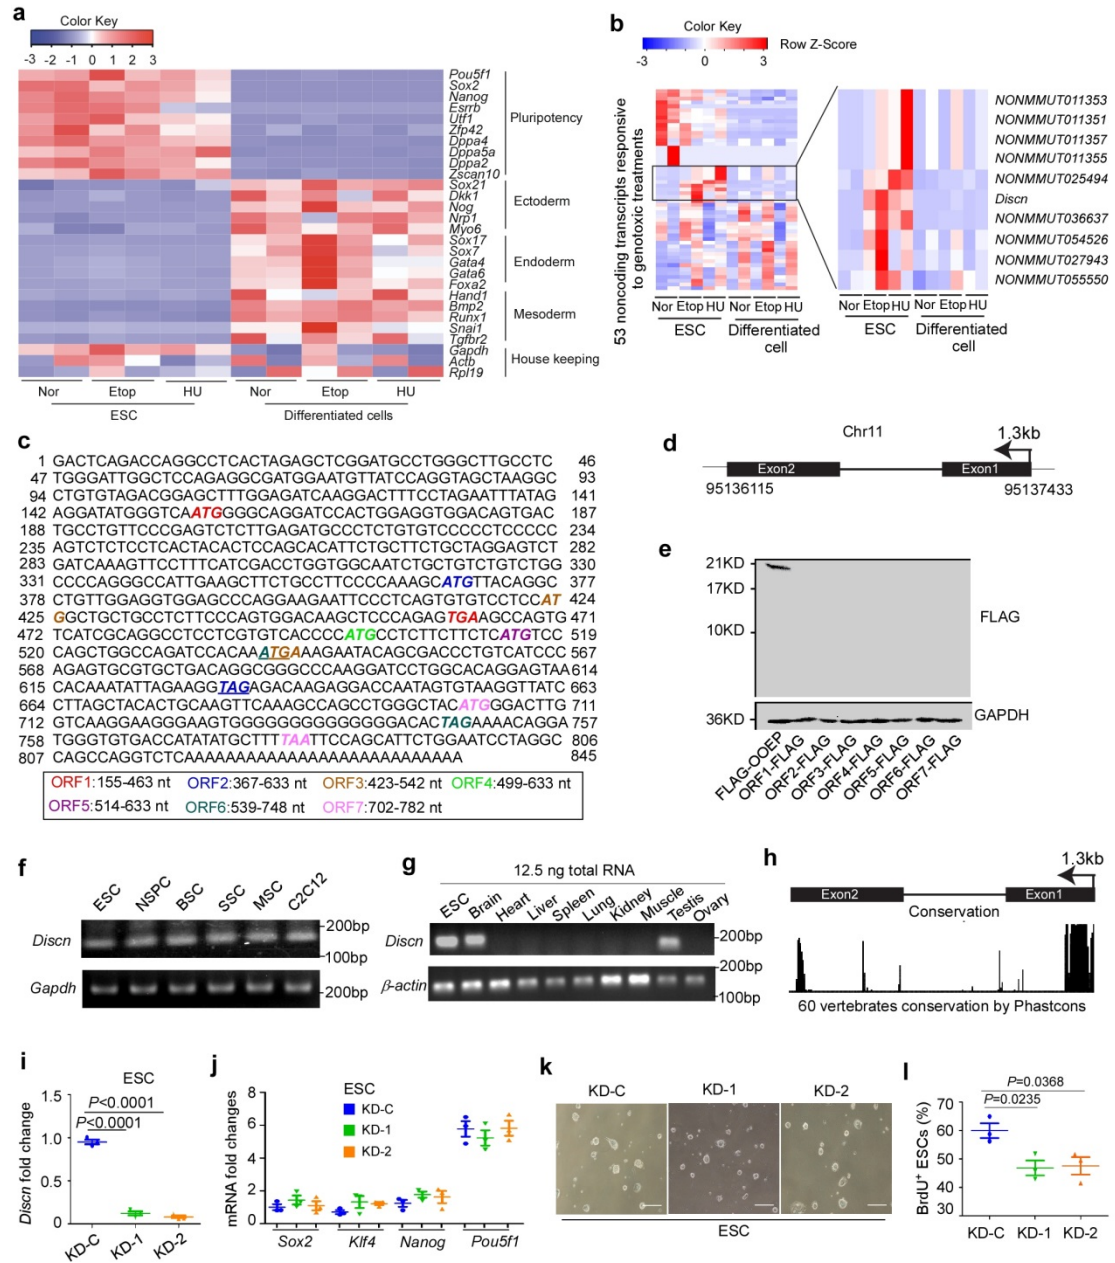 a
Color Key
-3 -2 -1 0 1 2 3
Pou5f1
Sox2
Nanog
Esrrb
Utf1
Zfp42
Dppa4
Dppa5a
Dppa2
Zscan10
Pluripotency
Sox21
Dkk1
Nog
Nrp1
Myo6
Ectoderm
Sox17
Sox7
Gata4
Gata6
Foxa2
Endoderm
Hand1
Bmp2
Runx1
Snai1
Tgfbr2
Mesoderm
Gapdh
Actb
Rpl19
House keeping
Nor Etop HU Nor Etop HU
ESC Differentiated cells
b
Color Key
Row Z-Score
-3 0 3
53 noncoding transcripts responsive
to genotoxic treatments
NONMMUT011353
NONMMUT011351
NONMMUT011357
NONMMUT011355
NONMMUT025494
Discn
NONMMUT036637
NONMMUT054526
NONMMUT027943
NONMMUT055550
Nor Etop HU Nor Etop HU
ESC Differentiated
cell
Nor Etop HU Nor Etop HU
ESC Differentiated
cell
c
1 GACTCAGACCAGGCCTCACTAGAGCTCGGATGCCTGGGCTTGCCTC 46
47 TGGGATTGGCTCCAGAGGCGATGGAATGTTATCCAGGTAGCTAAGGC 93
94 CTGTGTAGACGGAGCTTTGGAGATCAAGGACTTTCCTAGAATTTATAG 141
142 AGGATATGGGTCAATGGGGGCAGGATCCACTGGAGGTGGACAGTGAC 187
188 TGCCTGTTCCCGAGTCTCTTGAGATGCCCTCTGTGTCCCCCTCCCCC 234
235 AGTCTCTCCTCACTACACTCCAGCACATTCTGCTTCTGCTAGGAGTCT 282
283 GATCAAAGTTCCTTTCATCGACCTGGTGGCAATCTGCTGTCTGTCTGG 330
331 CCCCAGGGCCATTGAAGCTTCTGCCTTCCCCAAAGCATGTTACAGGC 377
378 CTGTTGGAGGTGGAGCCCAGGAAGAATTCCCTCAGTGTGTCCTCCAT 424
425 GGGCTGCTGCCTCTTCCCAGTGGACAAGCTCCCAGAGTGAAGCCAGTG 471
472 TCATCGCAGGCCTCCTCGTGTCACCCCATGCCTCTTCTTCTCATGTCC 519
520 CAGCTGGCCAGATCCACAAATGAAAGAATACAGCGACCCTGTCATCCC 567
568 AGAGTGCGTGCTGACAGGCGGGCCCAAGGATCCTGGCACAGGAGTAA 614
615 CACAAATATTAGAAGGTAGAGACAAGAGGACCAATAGTGTAAGGTTATC 663
664 CTTAGCTACACTGCAAGTTCAAAGCCAGCCTGGGCTACATGGGACTTG 711
712 GTCAAGGAAGGGAAGTGGGGGGGGGGGGGGACACTAGAAAACAGGA 757
758 TGGGTGTGACCATATATGCTTTTAATTCCAGCATTCTGGAATCCTAGGC 806
807 CAGCCAGGTCTCAAAAAAAAAAAAAAAAAAAAAAAAAA 845
ORF1:155-463 nt ORF2:367-633 nt ORF3:423-542 nt ORF4:499-633 nt
ORF5:514-633 nt ORF6:539-748 nt ORF7:702-782 nt
d
Chr11
1.3kb
Exon2 Exon1
95136115 95137433
e
21KD
17KD
10KD
FLAG
36KD
GAPDH
FLAG-OOEP
ORF1-FLAG
ORF2-FLAG
ORF3-FLAG
ORF4-FLAG
ORF5-FLAG
ORF6-FLAG
ORF7-FLAG
f
ESC NSPC BSC SSC MSC C2C12
Discn
200bp
100bp
Gapdh
200bp
g
12.5 ng total RNA
ESC Brain Heart Liver Spleen Lung Kidney Muscle Testis Ovary
Discn
200bp
β-actin
200bp
100bp
h
1.3kb
Exon2 Exon1
Conservation
60 vertebrates conservation by Phastcons
i
ESC
P<0.0001
P<0.0001
Discn fold change
1.5
1.0
0.5
0
KD-C KD-1 KD-2
j
ESC
KD-C
KD-1
KD-2
mRNA fold changes
8
6
4
2
0
Sox2 Klf4 Nanog Pou5f1
k
KD-C KD-1 KD-2
ESC
l
P=0.0368
P=0.0235
BrdU+ ESCs (%)
70
60
50
40
30
KD-C KD-1 KD-2